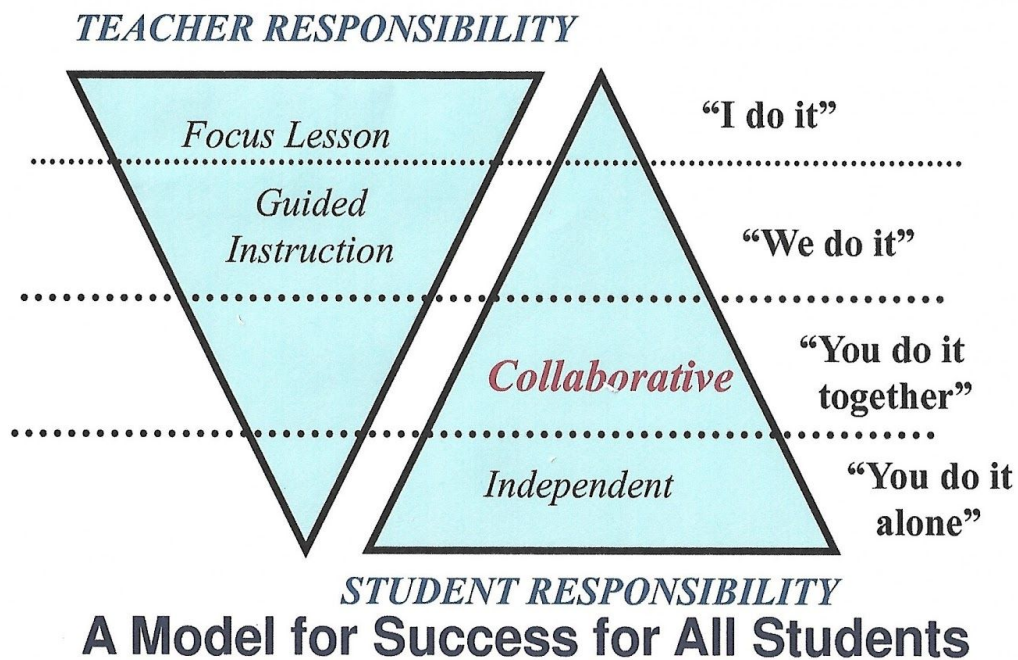 TEACHER RESPONSIBILITY
Focus Lesson
“I do it”
Guided
Instruction
“We do it”
Collaborative
“You do it
together”
Independent
“You do it
alone”
STUDENT RESPONSIBILITY
A Model for Success for All Students